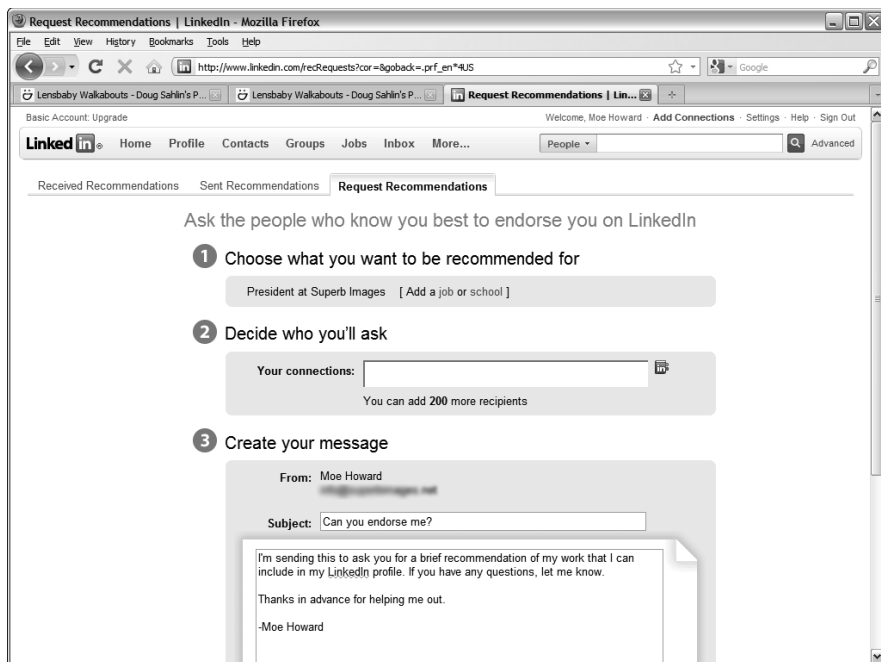 Request Recommendations | LinkedIn - Mozilla Firefox
File Edit View History Bookmarks Tools Help
http://www.linkedin.com/recRequests?cor=&goback=.prf_en*4US Google
Lensbaby Walkabouts - Doug Sahlin's P... Lensbaby Walkabouts - Doug Sahlin's P... Request Recommendations | Lin...
Basic Account: Upgrade Welcome, Moe Howard · Add Connections · Settings · Help · Sign Out
Linked in® Home Profile Contacts Groups Jobs Inbox More... People Advanced
Received Recommendations Sent Recommendations Request Recommendations
Ask the people who know you best to endorse you on LinkedIn
1 Choose what you want to be recommended for
President at Superb Images [ Add a job or school ]
2 Decide who you'll ask
Your connections: in
You can add 200 more recipients
3 Create your message
From: Moe Howard
Subject: Can you endorse me?
I'm sending this to ask you for a brief recommendation of my work that I can
include in my LinkedIn profile. If you have any questions, let me know.
Thanks in advance for helping me out.
-Moe Howard